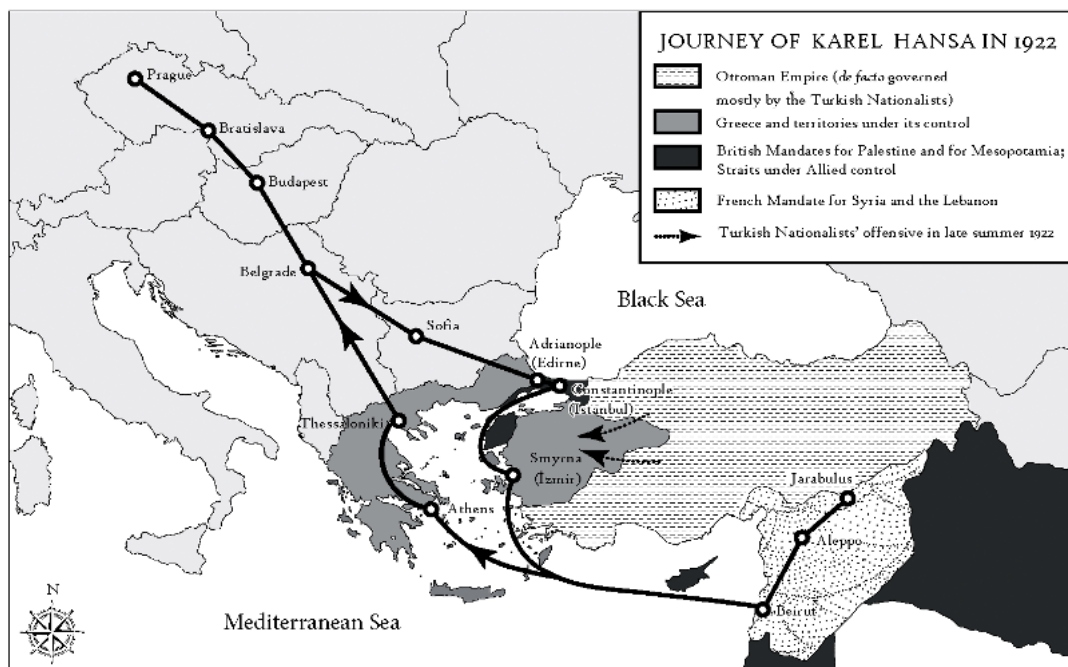 JOURNEY OF KAREL HANSA IN 1922
Ottoman Empire (de facto governed
mostly by the Turkish Nationalists)
Greece and territories under its control
British Mandates for Palestine and for Mesopotamia;
Straits under Allied control
French Mandate for Syria and the Lebanon
Turkish Nationalists' offensive in late summer 1922
Prague
Bratislava
Budapest
Belgrade
Sofia
Black Sea
Adrianople
(Edirne)
Constantinople
(Istanbul)
Thessaloniki
Smyrna
(İzmir)
Athens
Jarabulus
Aleppo
Beirut
N
Mediterranean Sea